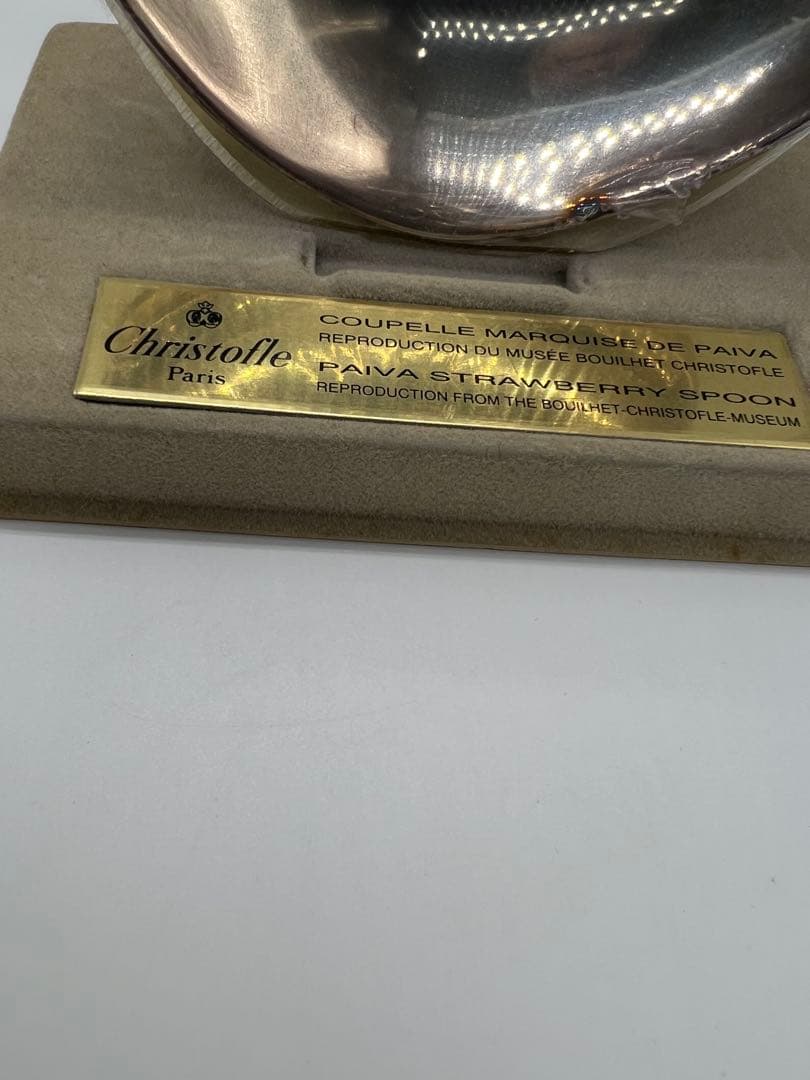 Christofle
Paris
COUPELLE MARQUISE DE PAIVA
REPRODUCTION DU MUSÉE BOUILHET CHRISTOFLE
PAIVA STRAWBERRY SPOON
REPRODUCTION FROM THE BOUILHET-CHRISTOFLE-MUSEUM